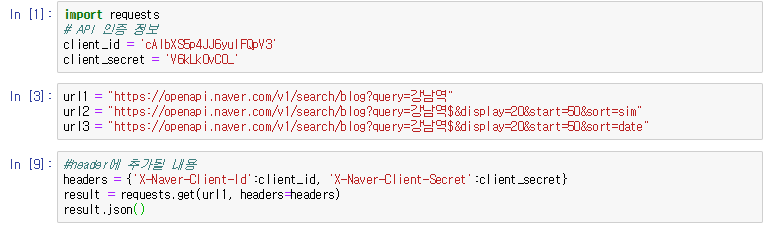 In [1]: import requests
# API 인증 정보
client_id = 'cAlbXS5p4JJ6yuIFQpV3'
client_secret = 'V6kLkOvCO_'
In [3]: url1 = "https://openapi.naver.com/v1/search/blog?query=강남역"
url2 = "https://openapi.naver.com/v1/search/blog?query=강남역$&display=20&start=50&sort=sim"
url3 = "https://openapi.naver.com/v1/search/blog?query=강남역$&display=20&start=50&sort=date"
In [9]: #header에 추가될 내용
headers = {'X-Naver-Client-Id':client_id, 'X-Naver-Client-Secret':client_secret}
result = requests.get(url1, headers=headers)
result.json()